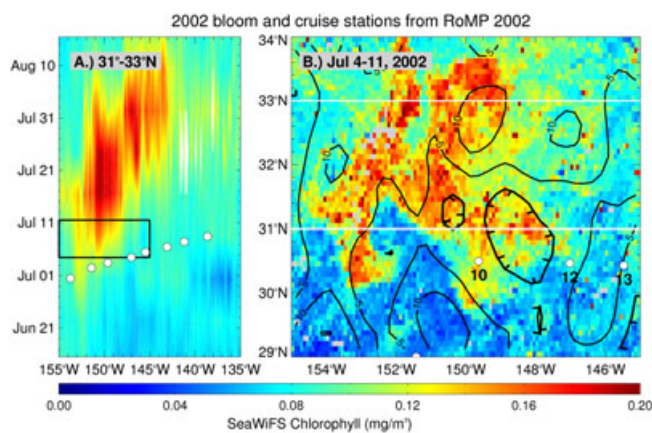 2002 bloom and cruise stations from RoMP 2002
A.) 31°-33°N
B.) Jul 4-11, 2002
Aug 10
Jul 31
Jul 21
Jul 11
Jul 01
Jun 21
155°W 150°W 145°W 140°W 135°W
34°N
33°N
32°N
31°N
30°N
29°N
10
12
13
154°W 152°W 150°W 148°W 146°W
0.00 0.04 0.08 0.12 0.16 0.20
SeaWiFS Chlorophyll (mg/m³)